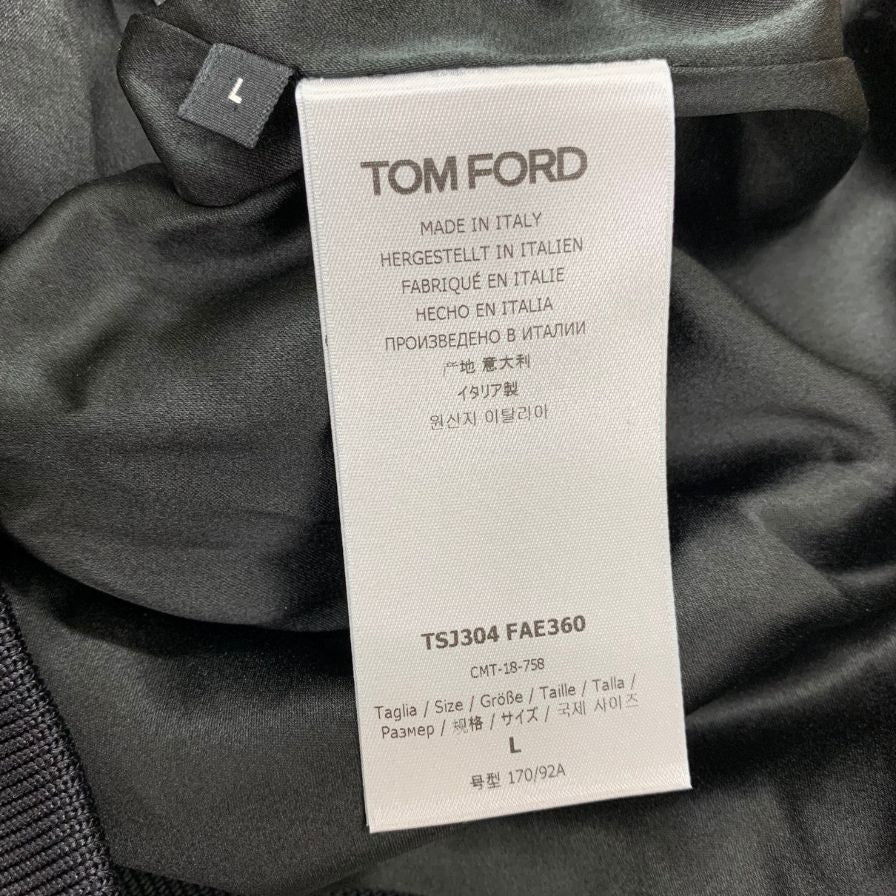 L
TOM FORD
MADE IN ITALY
HERGESTELLT IN ITALIEN
FABRIQUÉ EN ITALIE
HECHO EN ITALIA
ПРОИЗВЕДЕНО В ИТАЛИИ
产地 意大利
イタリア製
원산지 이탈리아
TSJ304 FAE360
CMT-18-758
Taglia / Size / Größe / Taille / Talla /
Размер / 规格 / サイズ / 국제 사이즈
L
号型 170/92A